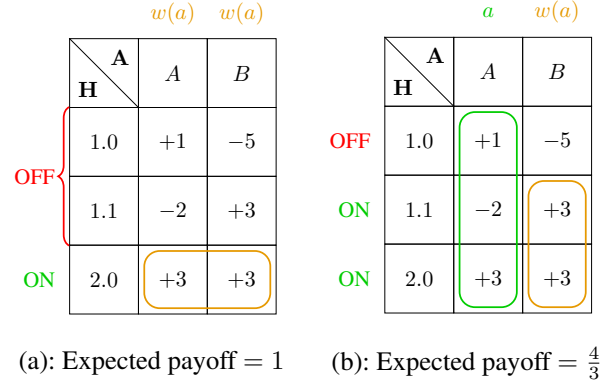 w(a) w(a)
A
H
A B
OFF
1.0 +1 −5
1.1 −2 +3
ON 2.0 +3 +3
(a): Expected payoff = 1
a w(a)
A
H
A B
OFF 1.0 +1 −5
ON 1.1 −2 +3
ON 2.0 +3 +3
(b): Expected payoff = 4/3